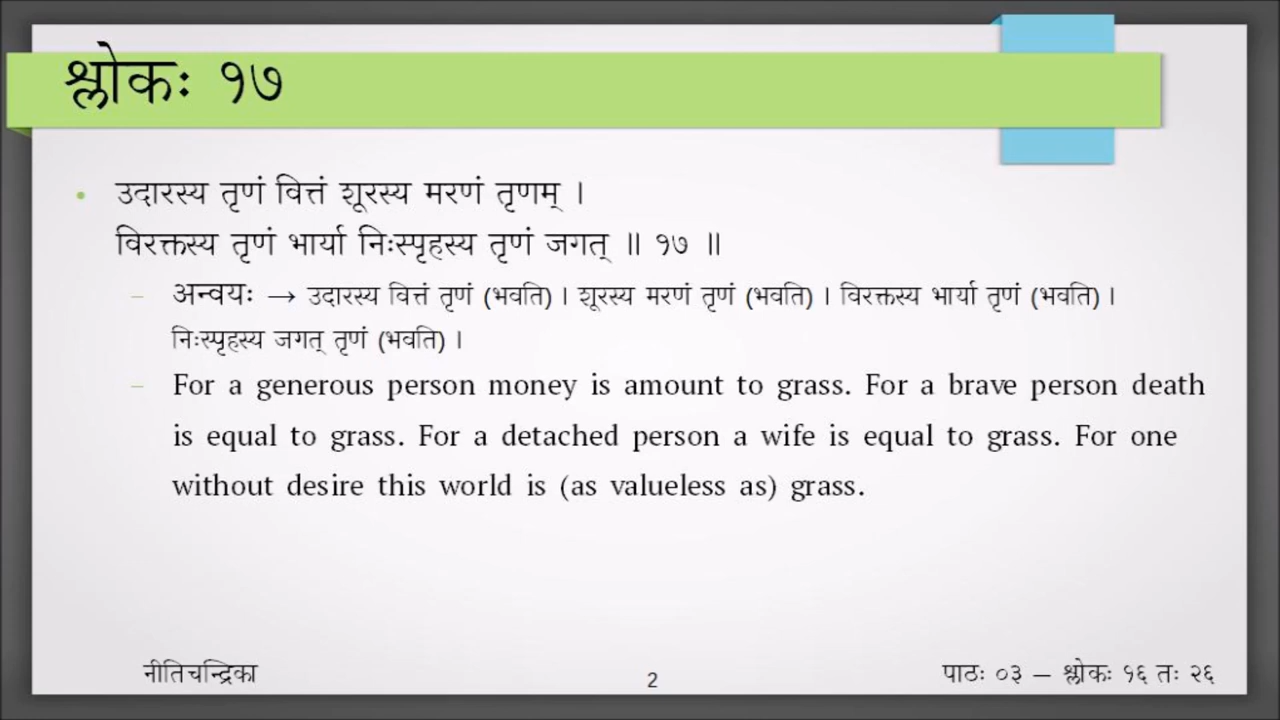 श्लोकः १७
• उदारस्य तृणं वित्तं शूरस्य मरणं तृणम् ।
विरक्तस्य तृणं भार्या निःस्पृहस्य तृणं जगत् ॥ १७ ॥
– अन्वयः → उदारस्य वित्तं तृणं (भवति) । शूरस्य मरणं तृणं (भवति) । विरक्तस्य भार्या तृणं (भवति) ।
निःस्पृहस्य जगत् तृणं (भवति) ।
– For a generous person money is amount to grass. For a brave person death
is equal to grass. For a detached person a wife is equal to grass. For one
without desire this world is (as valueless as) grass.
नीतिचन्द्रिका
2
पाठः ०३ – श्लोकः १६ तः २६